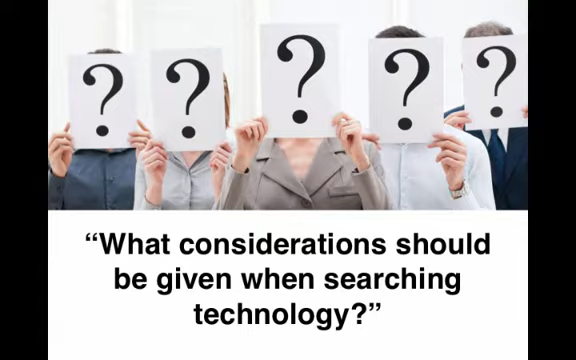 ? ? ? ? ?
“What considerations should
be given when searching
technology?”